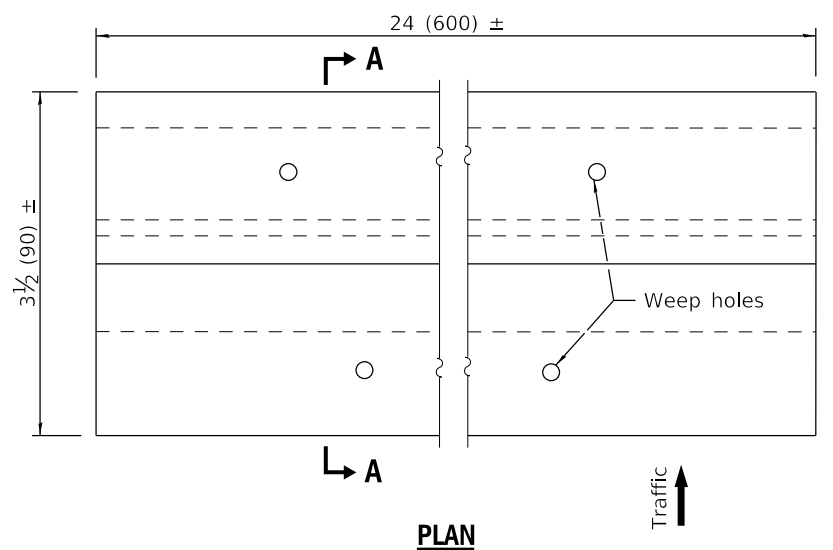 24 (600) ±
A
3½ (90) ±
Weep holes
A
Traffic
PLAN